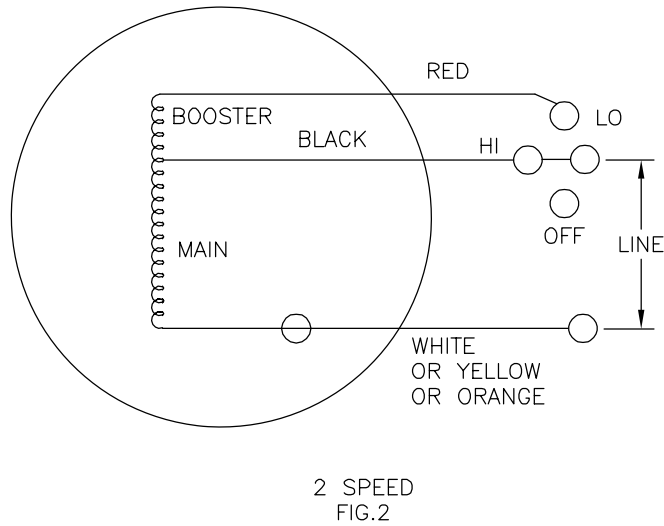 RED
BOOSTER
LO
BLACK
HI
OFF
MAIN
LINE
WHITE
OR YELLOW
OR ORANGE
2 SPEED
FIG.2